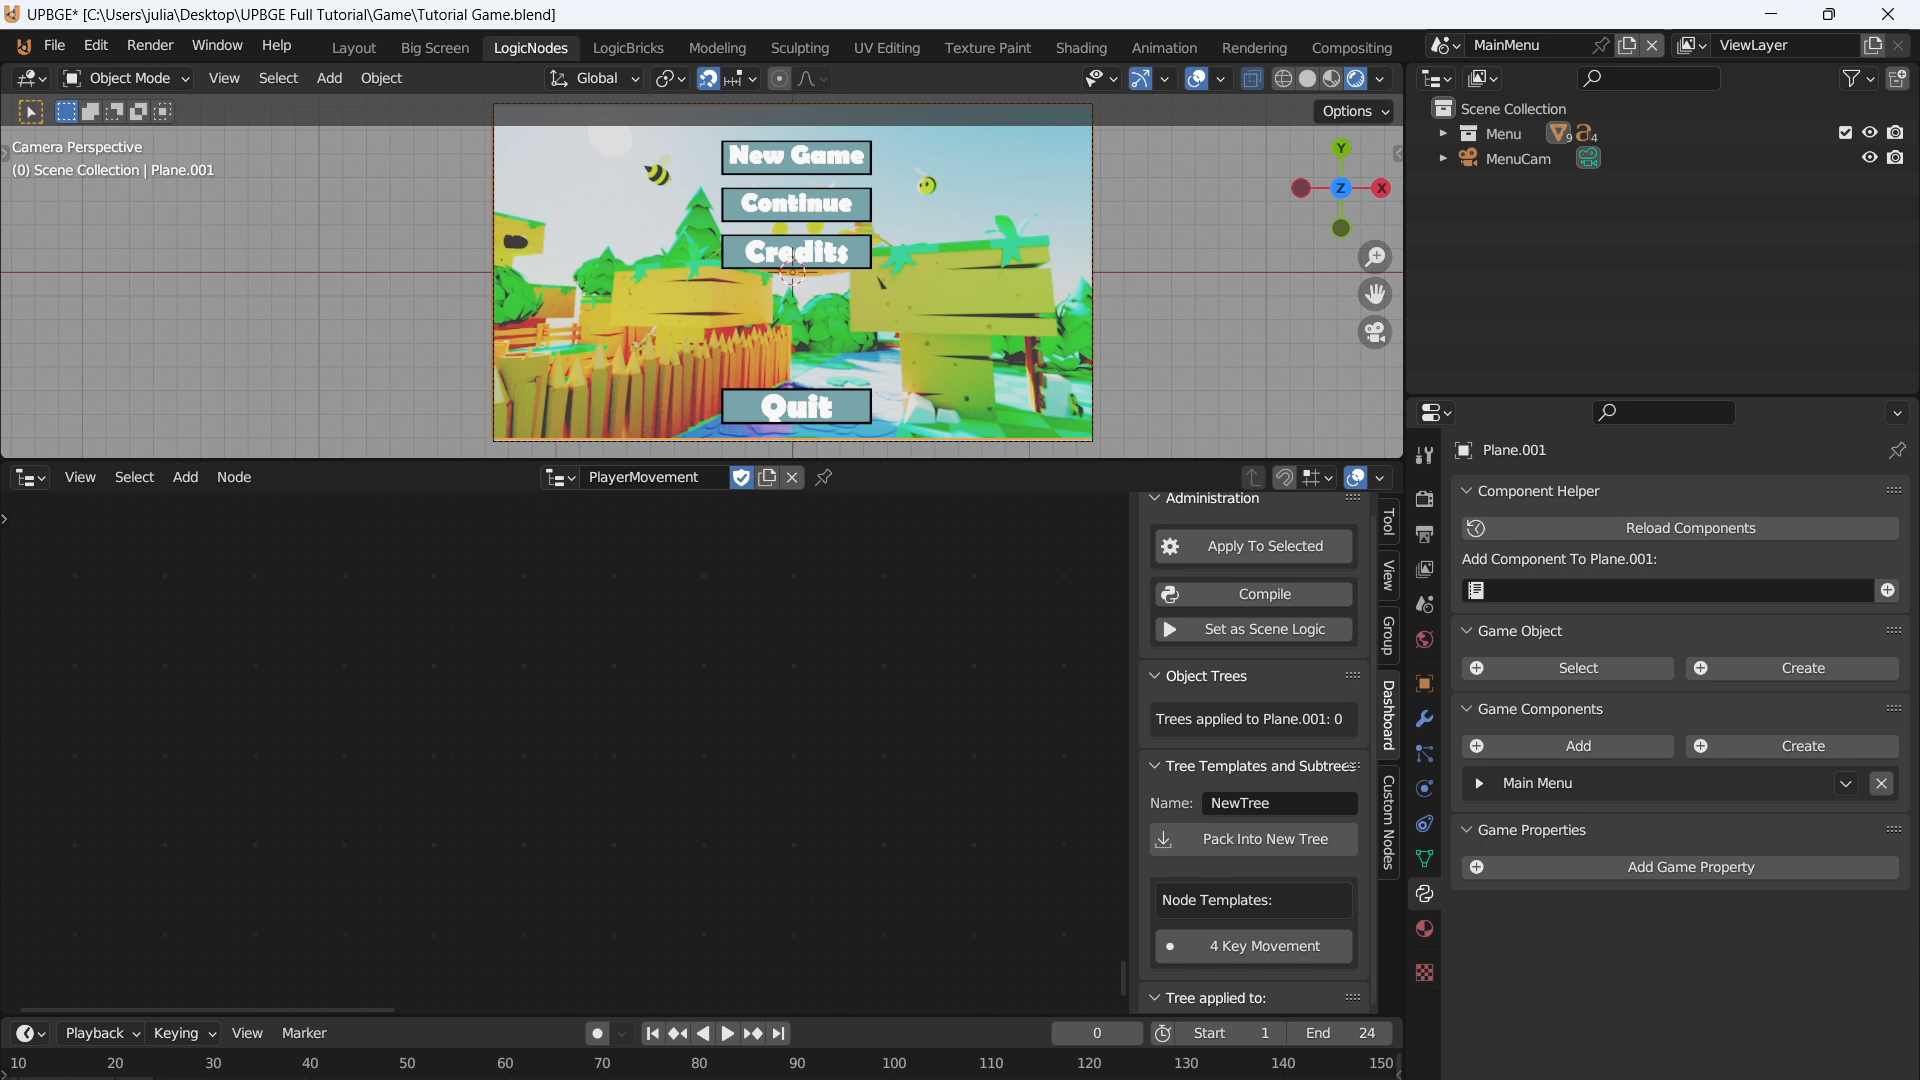 UPBGE* [C:\Users\julia\Desktop\UPBGE Full Tutorial\Game\Tutorial Game.blend]
File Edit Render Window Help Layout Big Screen LogicNodes LogicBricks Modeling Sculpting UV Editing Texture Paint Shading Animation Rendering Compositing MainMenu ViewLayer
Object Mode View Select Add Object Global
Options
Camera Perspective
(0) Scene Collection | Plane.001
New Game
Continue
Credits
Quit
Y
Z
X
Scene Collection
Menu 9 4
MenuCam
View Select Add Node PlayerMovement
Administration
Apply To Selected
Compile
Set as Scene Logic
Object Trees
Trees applied to Plane.001: 0
Tree Templates and Subtrees
Name: NewTree
Pack Into New Tree
Node Templates:
4 Key Movement
Tree applied to:
Tool
View
Group
Dashboard
Custom Nodes
Plane.001
Component Helper
Reload Components
Add Component To Plane.001:
Game Object
Select Create
Game Components
Add Create
Main Menu
Game Properties
Add Game Property
Playback Keying View Marker 0 Start 1 End 24
10 20 30 40 50 60 70 80 90 100 110 120 130 140 150